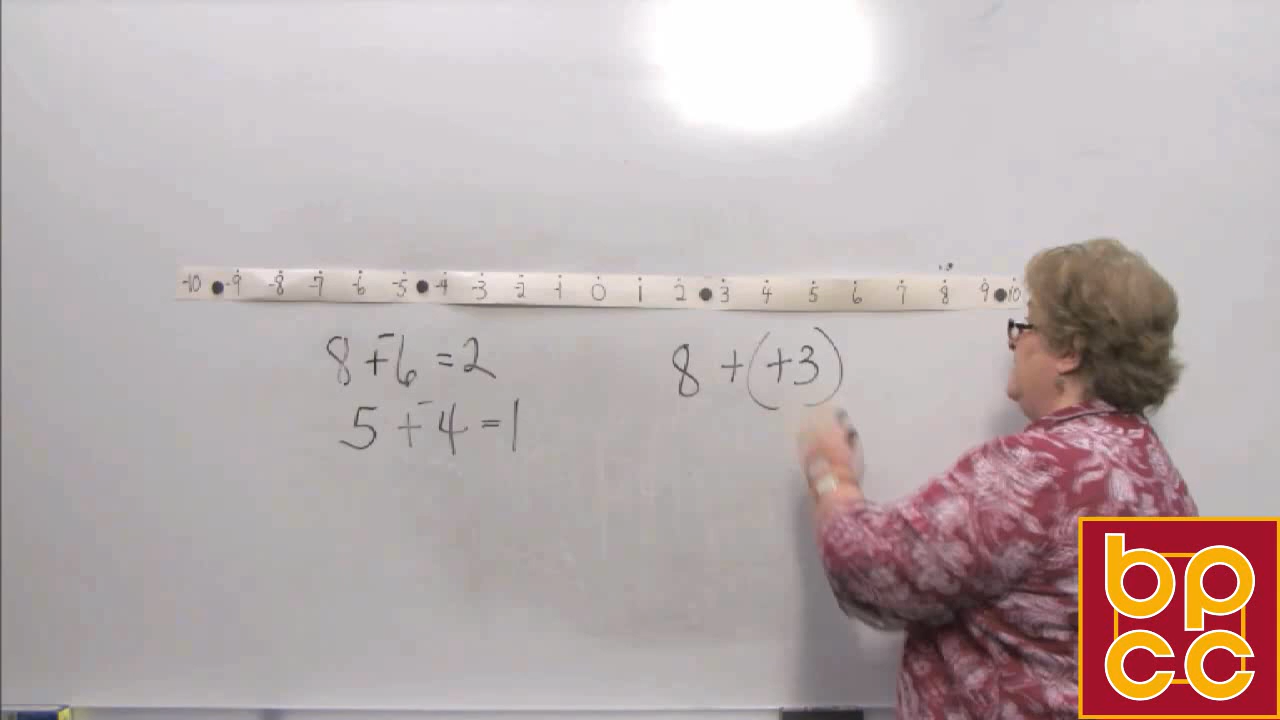 -10 -9 -8 -7 -6 -5 -4 -3 -2 -1 0 1 2 3 4 5 6 7 8 9 10
8 + ⁻6 = 2
5 + ⁻4 = 1
8 + (+3)
bp
cc